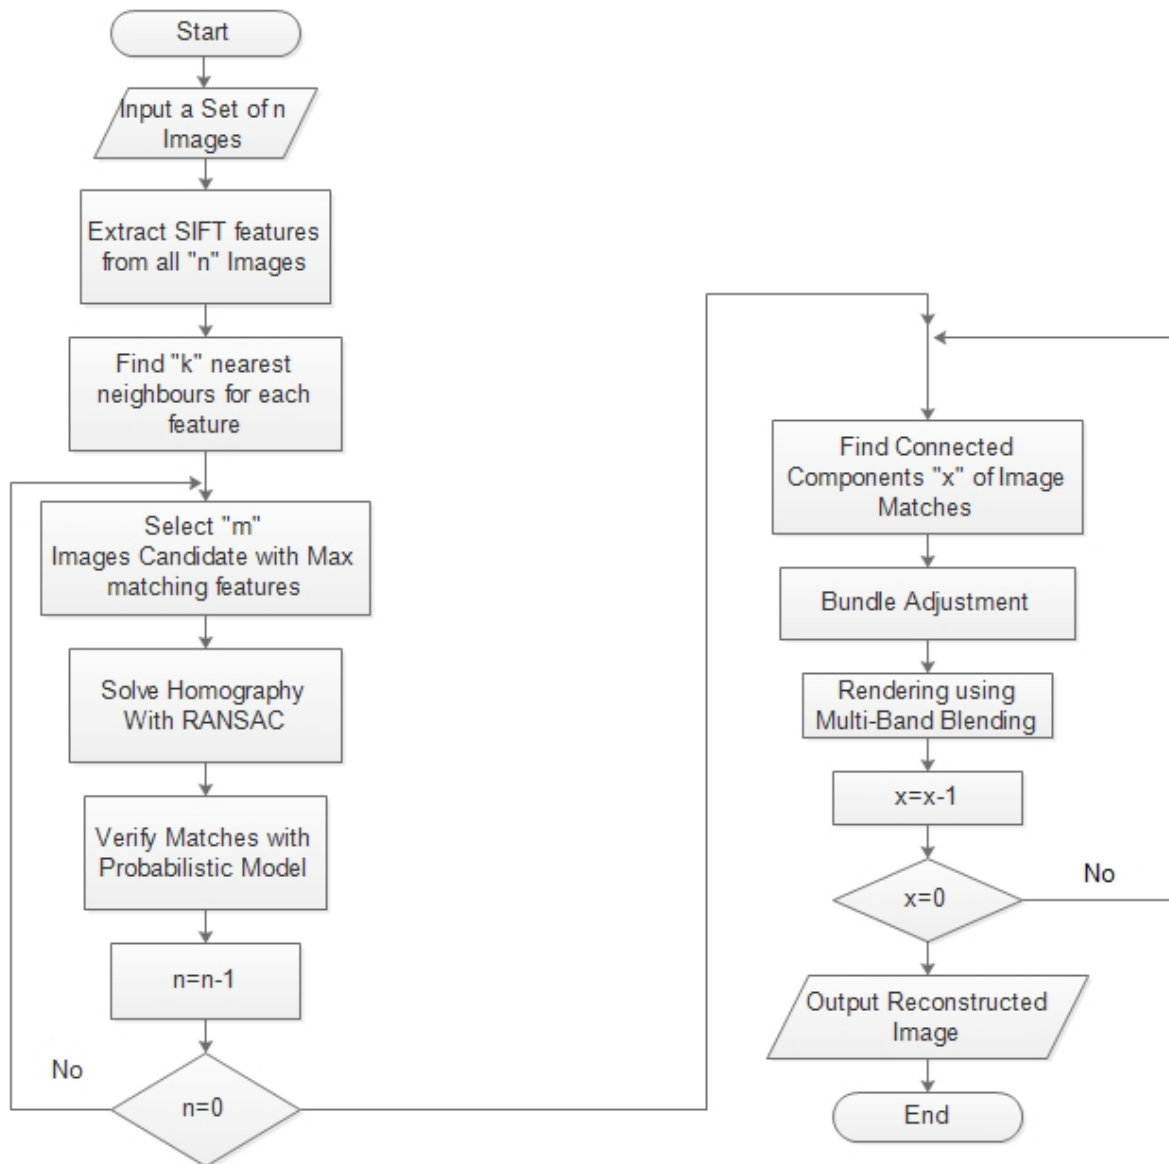 Start
Input a Set of n
Images
Extract SIFT features
from all "n" Images
Find "k" nearest
neighbours for each
feature
Select "m"
Images Candidate with Max
matching features
Solve Homography
With RANSAC
Verify Matches with
Probabilistic Model
n=n-1
No
n=0
Find Connected
Components "x" of Image
Matches
Bundle Adjustment
Rendering using
Multi-Band Blending
x=x-1
No
x=0
Output Reconstructed
Image
End